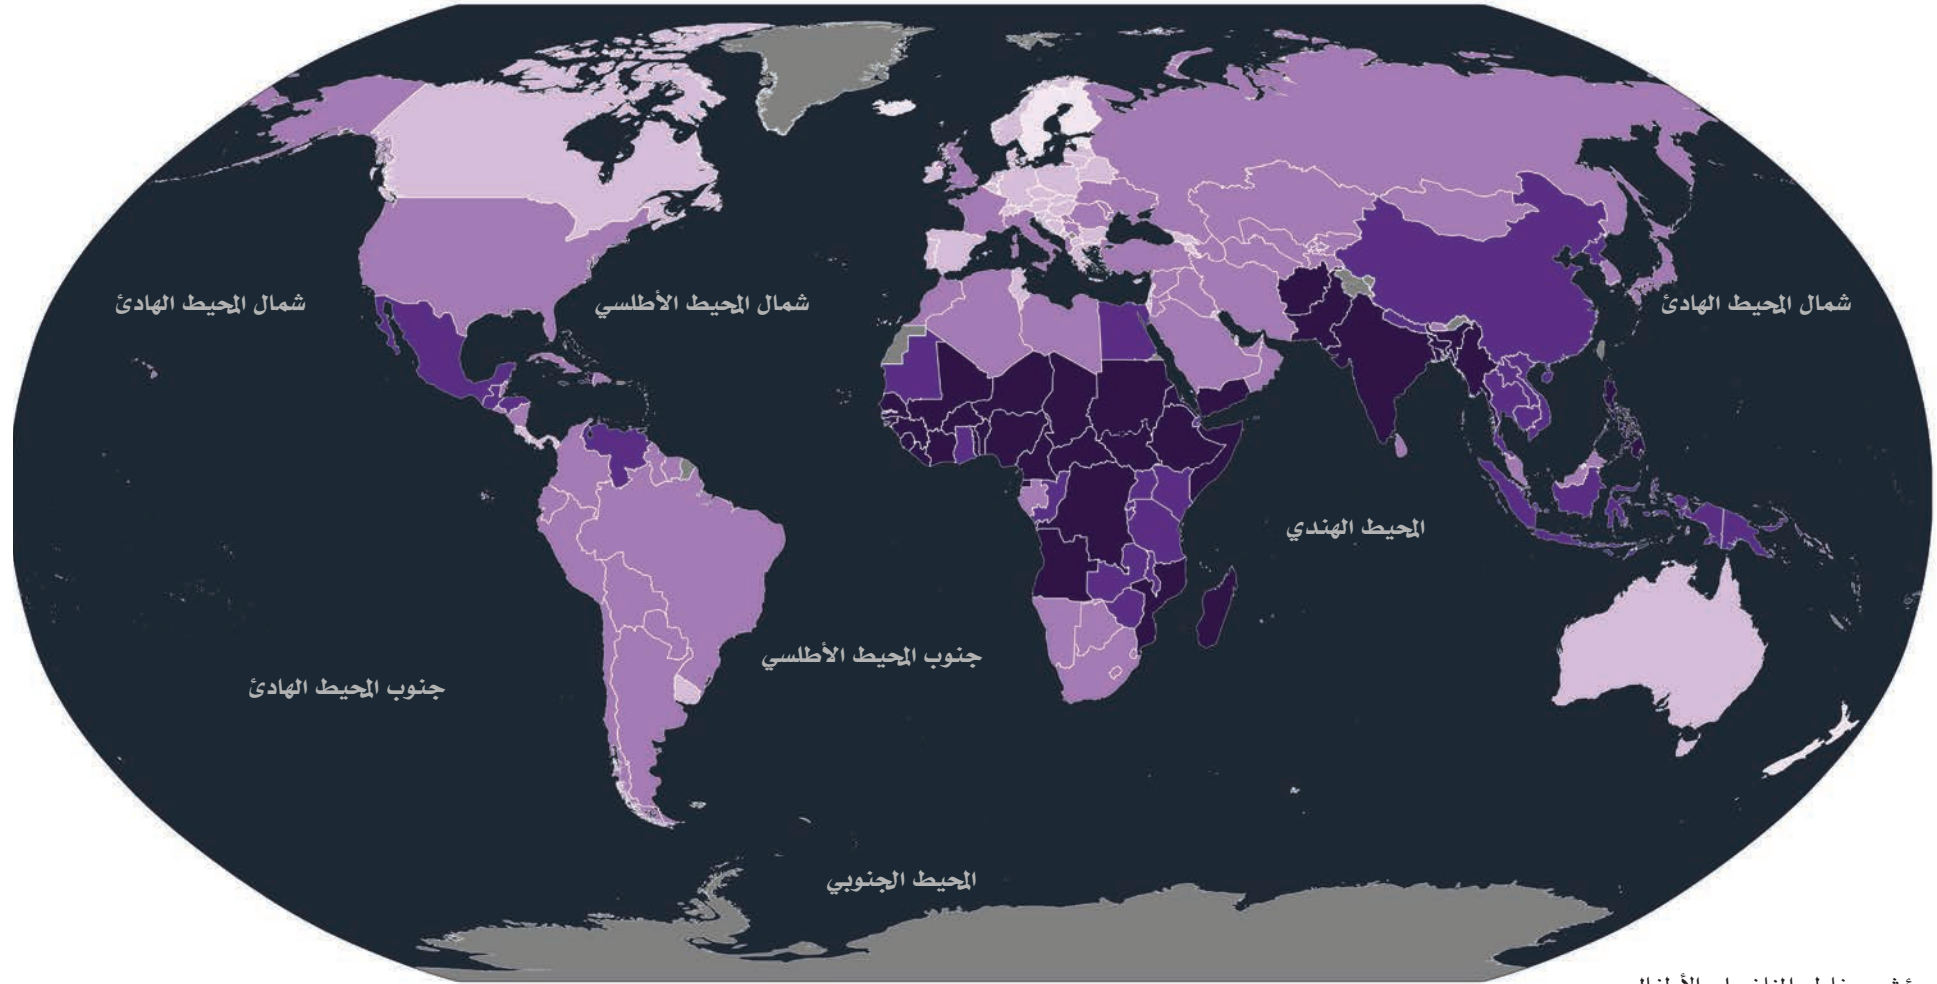 شمال المحيط الهادئ
شمال المحيط الأطلسي
شمال المحيط الهادئ
المحيط الهندي
جنوب المحيط الأطلسي
جنوب المحيط الهادئ
المحيط الجنوبي